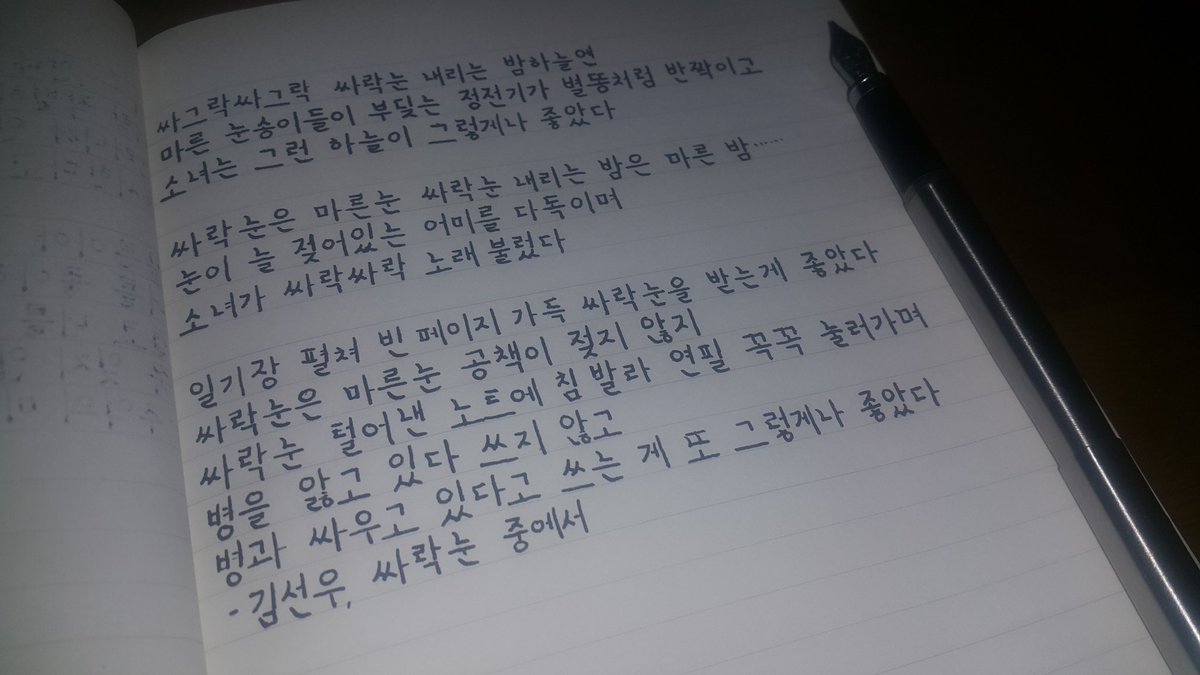 싸그락싸그락 싸락눈 내리는 밤하늘엔
마른 눈송이들이 부딪는 정전기가 별똥처럼 반짝이고
소녀는 그런 하늘이 그렇게나 좋았다
싸락눈은 마른눈 싸락눈 내리는 밤은 마른 밤……
눈이 늘 젖어있는 어미를 다독이며
소녀가 싸락싸락 노래 불렀다
일기장 펼쳐 빈 페이지 가득 싸락눈을 받는게 좋았다
싸락눈은 마른눈 공책이 젖지 않지
싸락눈 털어낸 노트에 침 발라 연필 꼭꼭 눌러가며
병을 앓고 있다 쓰지 않고
병과 싸우고 있다고 쓰는 게 또 그렇게나 좋았다
- 김선우, 싸락눈 중에서